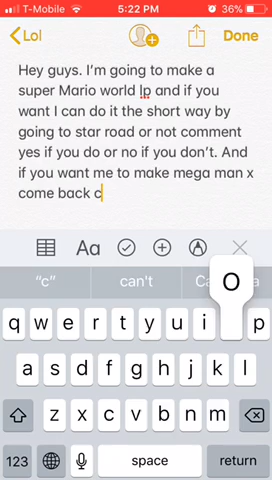 T-Mobile 5:22 PM 36%
Lol Done
Hey guys. I'm going to make a
super Mario world lp and if you
want I can do it the short way by
going to star road or not comment
yes if you do or no if you don't. And
if you want me to make mega man x
come back c
Aa
"c" can't
O
q w e r t y u i p
a s d f g h j k l
z x c v b n m
123 space return